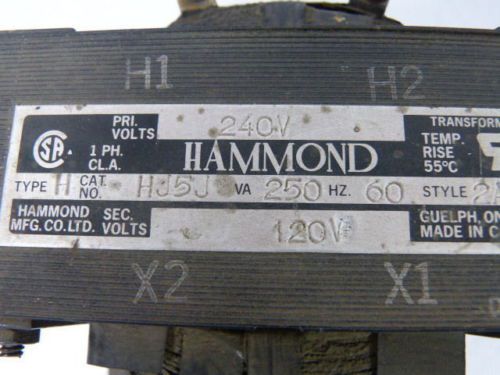 H1 H2
PRI. VOLTS 240V TRANSFORM
SA 1 PH. CL.A. HAMMOND TEMP. RISE 55°C
TYPE H CAT. NO. HJ5J VA 250 HZ. 60 STYLE
HAMMOND MFG. CO. LTD. SEC. VOLTS 120V GUELPH, ON MADE IN C
X2 X1